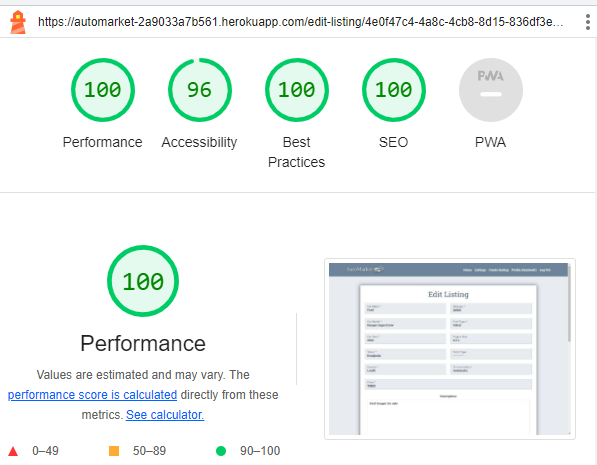 https://automarket-2a9033a7b561.herokuapp.com/edit-listing/4e0f47c4-4a8c-4cb8-8d15-836df3e…
100
96
100
100
PWA
Performance
Accessibility
Best
Practices
SEO
PWA
100
Performance
Values are estimated and may vary. The
performance score is calculated directly from these
metrics. See calculator.
0–49
50–89
90–100
Edit Listing
Description